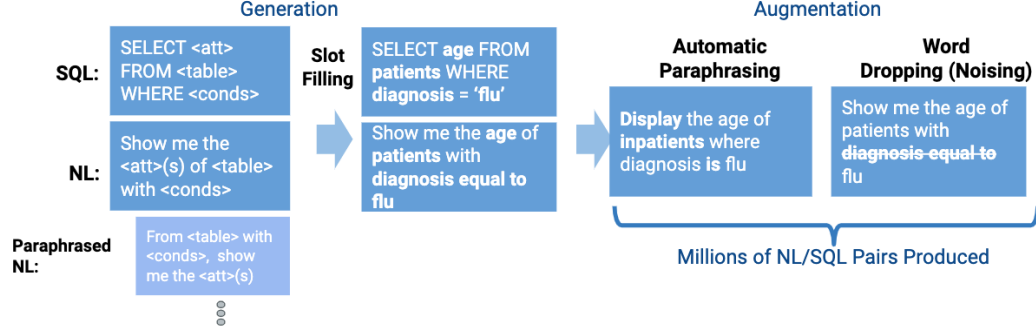 Generation
Augmentation
SQL:
SELECT <att>
FROM <table>
WHERE <conds>
Slot
Filling
SELECT age FROM
patients WHERE
diagnosis = ‘flu’
Automatic
Paraphrasing
Word
Dropping (Noising)
NL:
Show me the
<att>(s) of <table>
with <conds>
Show me the age of
patients with
diagnosis equal to
flu
Display the age of
inpatients where
diagnosis is flu
Show me the age of
patients with
diagnosis equal to
flu
Paraphrased
NL:
From <table> with
<conds>, show
me the <att>(s)
Millions of NL/SQL Pairs Produced